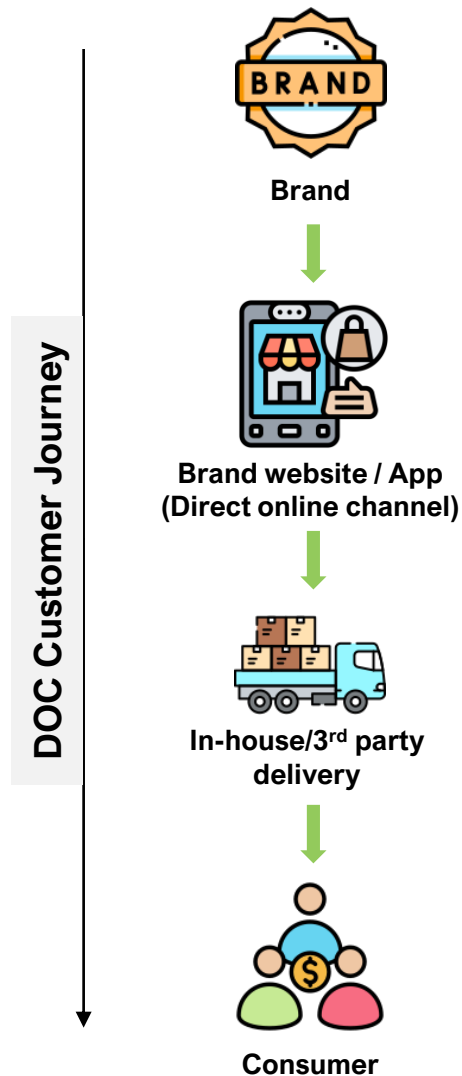 BRAND
Brand
DOC Customer Journey
Brand website / App
(Direct online channel)
In-house/3rd party
delivery
$
Consumer